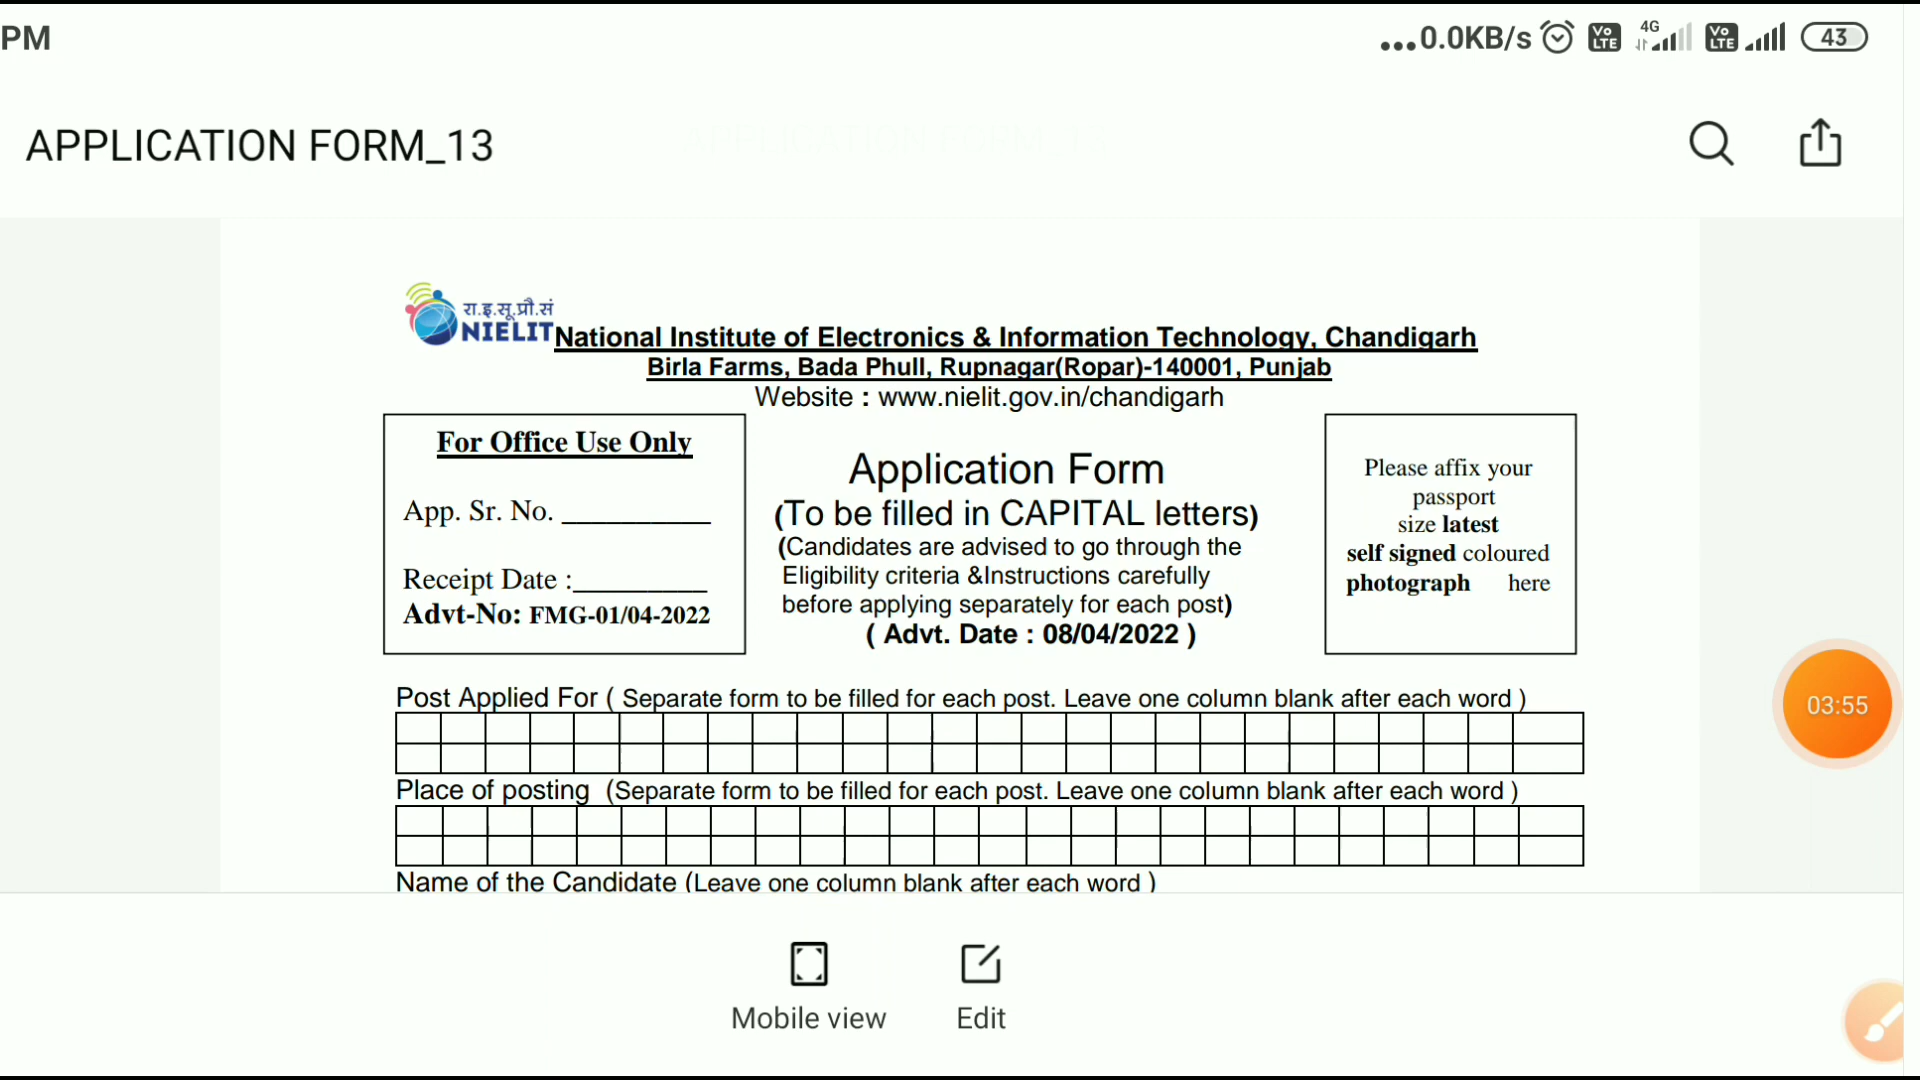 PM
...0.0KB/s Vo LTE 4G Vo LTE 43
APPLICATION FORM_13
रा.इ.सू.प्रौ.सं
NIELIT
National Institute of Electronics & Information Technology, Chandigarh
Birla Farms, Bada Phull, Rupnagar(Ropar)-140001, Punjab
Website : www.nielit.gov.in/chandigarh
For Office Use Only
App. Sr. No. __________
Receipt Date :_________
Advt-No: FMG-01/04-2022
Application Form
(To be filled in CAPITAL letters)
(Candidates are advised to go through the
Eligibility criteria &Instructions carefully
before applying separately for each post)
( Advt. Date : 08/04/2022 )
Please affix your
passport
size latest
self signed coloured
photograph here
03:55
Post Applied For ( Separate form to be filled for each post. Leave one column blank after each word )
Place of posting (Separate form to be filled for each post. Leave one column blank after each word )
Name of the Candidate (Leave one column blank after each word )
Mobile view
Edit